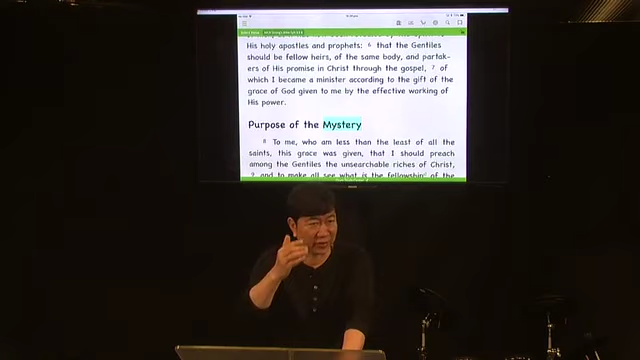 His holy apostles and prophets: 6 that the Gentiles
should be fellow heirs, of the same body, and partak-
ers of His promise in Christ through the gospel, 7 of
which I became a minister according to the gift of the
grace of God given to me by the effective working of
His power.
Purpose of the Mystery
8 To me, who am less than the least of all the
saints, this grace was given, that I should preach
among the Gentiles the unsearchable riches of Christ,
9 and to make all see what is the fellowship of the